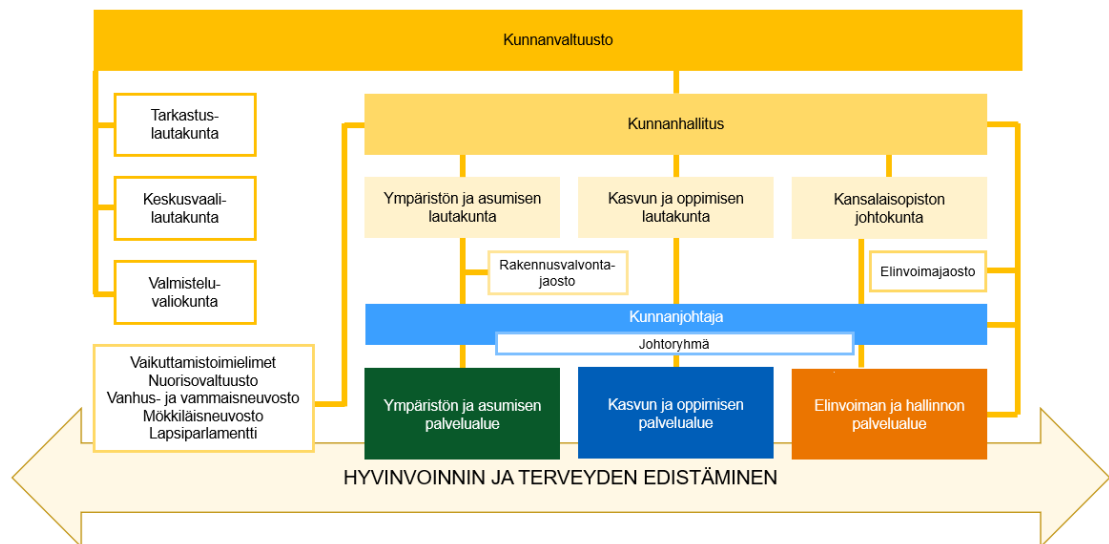 Kunnanvaltuusto
Tarkastus-
lautakunta
Keskusvaali-
lautakunta
Valmistelu-
valiokunta
Vaikuttamistoimielimet
Nuorisovaltuusto
Vanhus- ja vammaisneuvosto
Mökkiläisneuvosto
Lapsiparlamentti
Kunnanhallitus
Ympäristön ja asumisen
lautakunta
Kasvun ja oppimisen
lautakunta
Kansalaisopiston
johtokunta
Rakennusvalvonta-
jaosto
Elinvoimajaosto
Kunnanjohtaja
Johtoryhmä
Ympäristön ja asumisen
palvelualue
Kasvun ja oppimisen
palvelualue
Elinvoiman ja hallinnon
palvelualue
HYVINVOINNIN JA TERVEYDEN EDISTÄMINEN